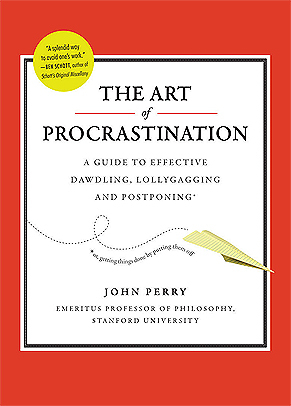 "A splendid
way to
avoid one's work."
—BEN SCHOTT, author of
Schott's Original Miscellany
THE ART
of
PROCRASTINATION
A GUIDE TO EFFECTIVE
DAWDLING, LOLLYGAGGING
AND POSTPONING*
*or, getting things done by putting them off
JOHN PERRY
EMERITUS PROFESSOR OF PHILOSOPHY,
STANFORD UNIVERSITY